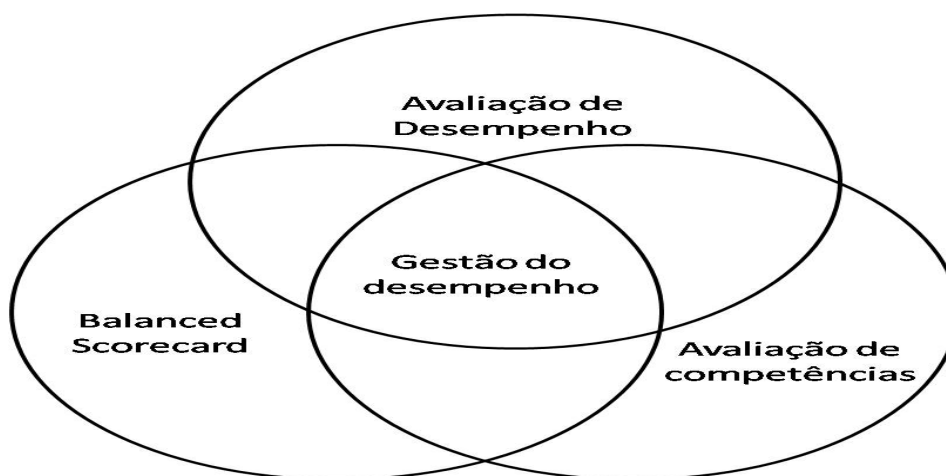 Avaliação de
Desempenho
Gestão do
desempenho
Balanced
Scorecard
Avaliação de
competências